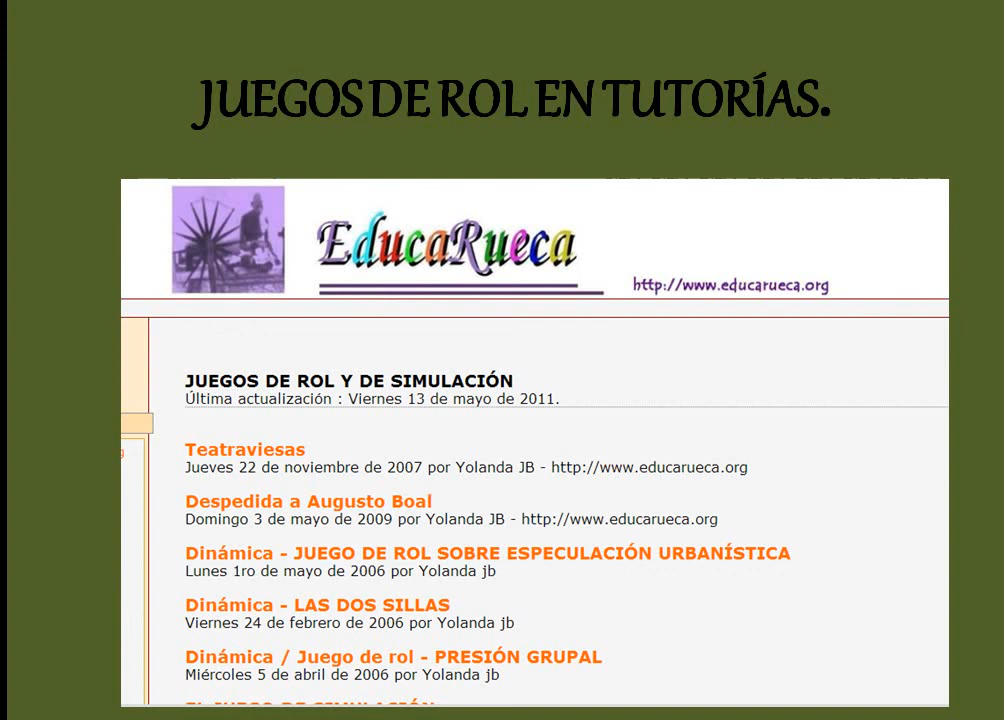 JUEGOS DE ROL EN TUTORÍAS.
EducaRueca
http://www.educarueca.org
JUEGOS DE ROL Y DE SIMULACIÓN
Última actualización : Viernes 13 de mayo de 2011.
Teatraviesas
Jueves 22 de noviembre de 2007 por Yolanda JB - http://www.educarueca.org
Despedida a Augusto Boal
Domingo 3 de mayo de 2009 por Yolanda JB - http://www.educarueca.org
Dinámica - JUEGO DE ROL SOBRE ESPECULACIÓN URBANÍSTICA
Lunes 1ro de mayo de 2006 por Yolanda jb
Dinámica - LAS DOS SILLAS
Viernes 24 de febrero de 2006 por Yolanda jb
Dinámica / Juego de rol - PRESIÓN GRUPAL
Miércoles 5 de abril de 2006 por Yolanda jb